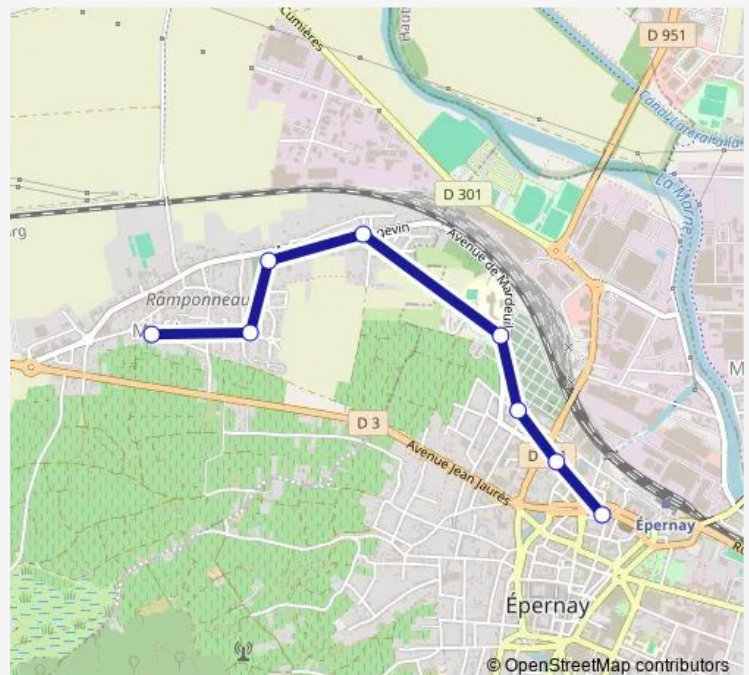 Cumières
D 951
Canal Latéral à la
La Marne
D 301
gevin
Avenue de Mardeuil
Ramponneau
D 3
Avenue Jean Jaurès
Épernay
Épernay
© OpenStreetMap contributors